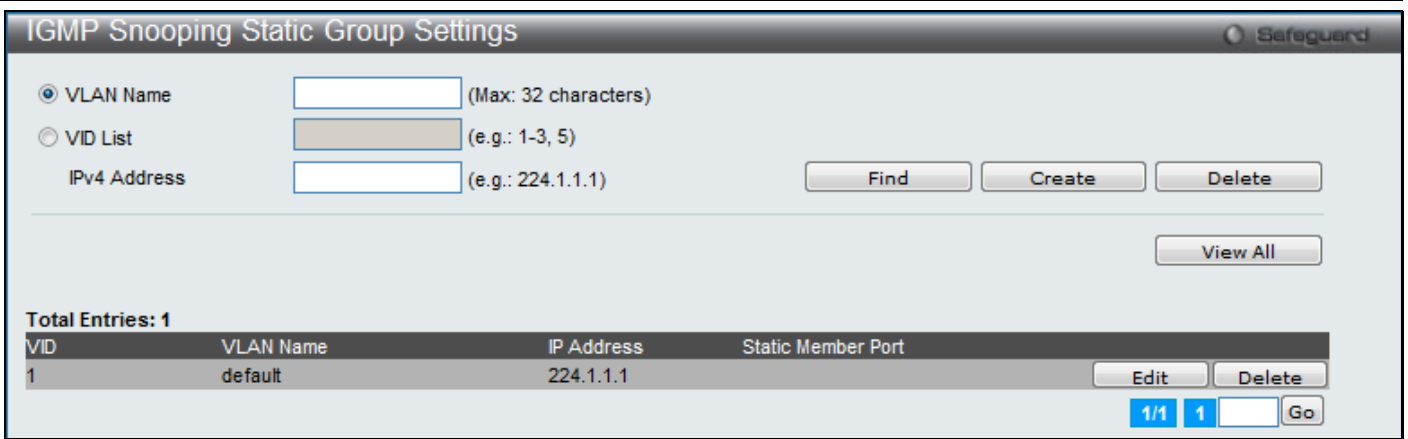 IGMP Snooping Static Group Settings
Safeguard
VLAN Name (Max: 32 characters)
VID List (e.g.: 1-3, 5)
IPv4 Address (e.g.: 224.1.1.1) Find Create Delete
View All
Total Entries: 1
VID VLAN Name IP Address Static Member Port
1 default 224.1.1.1 Edit Delete
1/1 1 Go